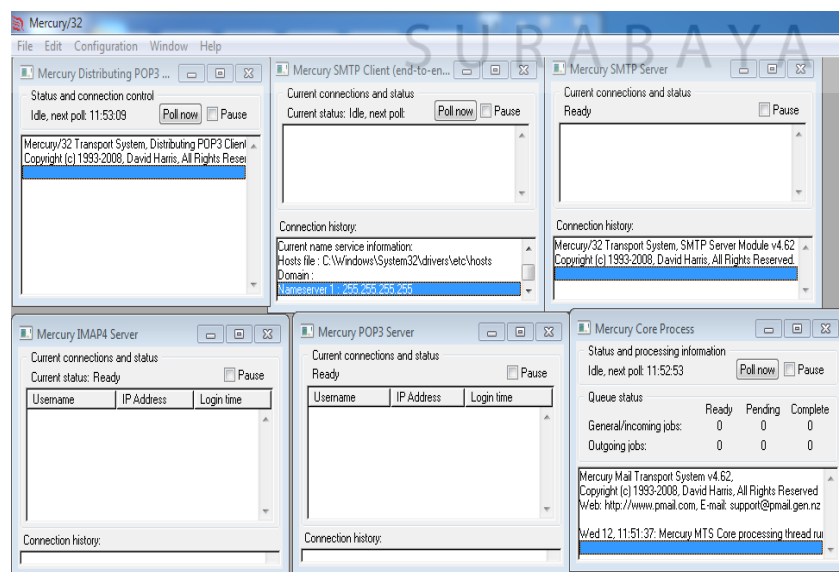 Mercury/32
SURABAYA
File Edit Configuration Window Help
Mercury Distributing POP3 ...
Status and connection control
Idle, next poll: 11:53:09 Poll now Pause
Mercury/32 Transport System, Distributing POP3 Client
Copyright (c) 1993-2008, David Harris, All Rights Reser
Mercury SMTP Client (end-to-en...
Current connections and status
Current status: Idle, next poll: Poll now Pause
Connection history:
Current name service information:
Hosts file : C:\Windows\System32\drivers\etc\hosts
Domain :
Nameserver 1 : 255.255.255.255
Mercury SMTP Server
Current connections and status
Ready Pause
Connection history:
Mercury/32 Transport System, SMTP Server Module v4.62
Copyright (c) 1993-2008, David Harris, All Rights Reserved.
Mercury IMAP4 Server
Current connections and status
Current status: Ready Pause
Username IP Address Login time
Connection history:
Mercury POP3 Server
Current connections and status
Ready Pause
Username IP Address Login time
Connection history:
Mercury Core Process
Status and processing information
Idle, next poll: 11:52:53 Poll now Pause
Queue status
Ready Pending Complete
General/incoming jobs: 0 0 0
Outgoing jobs: 0 0 0
Mercury Mail Transport System v4.62,
Copyright (c) 1993-2008, David Harris, All Rights Reserved
Web: http://www.pmail.com, E-mail: support@pmail.gen.nz
Wed 12, 11:51:37: Mercury MTS Core processing thread ru